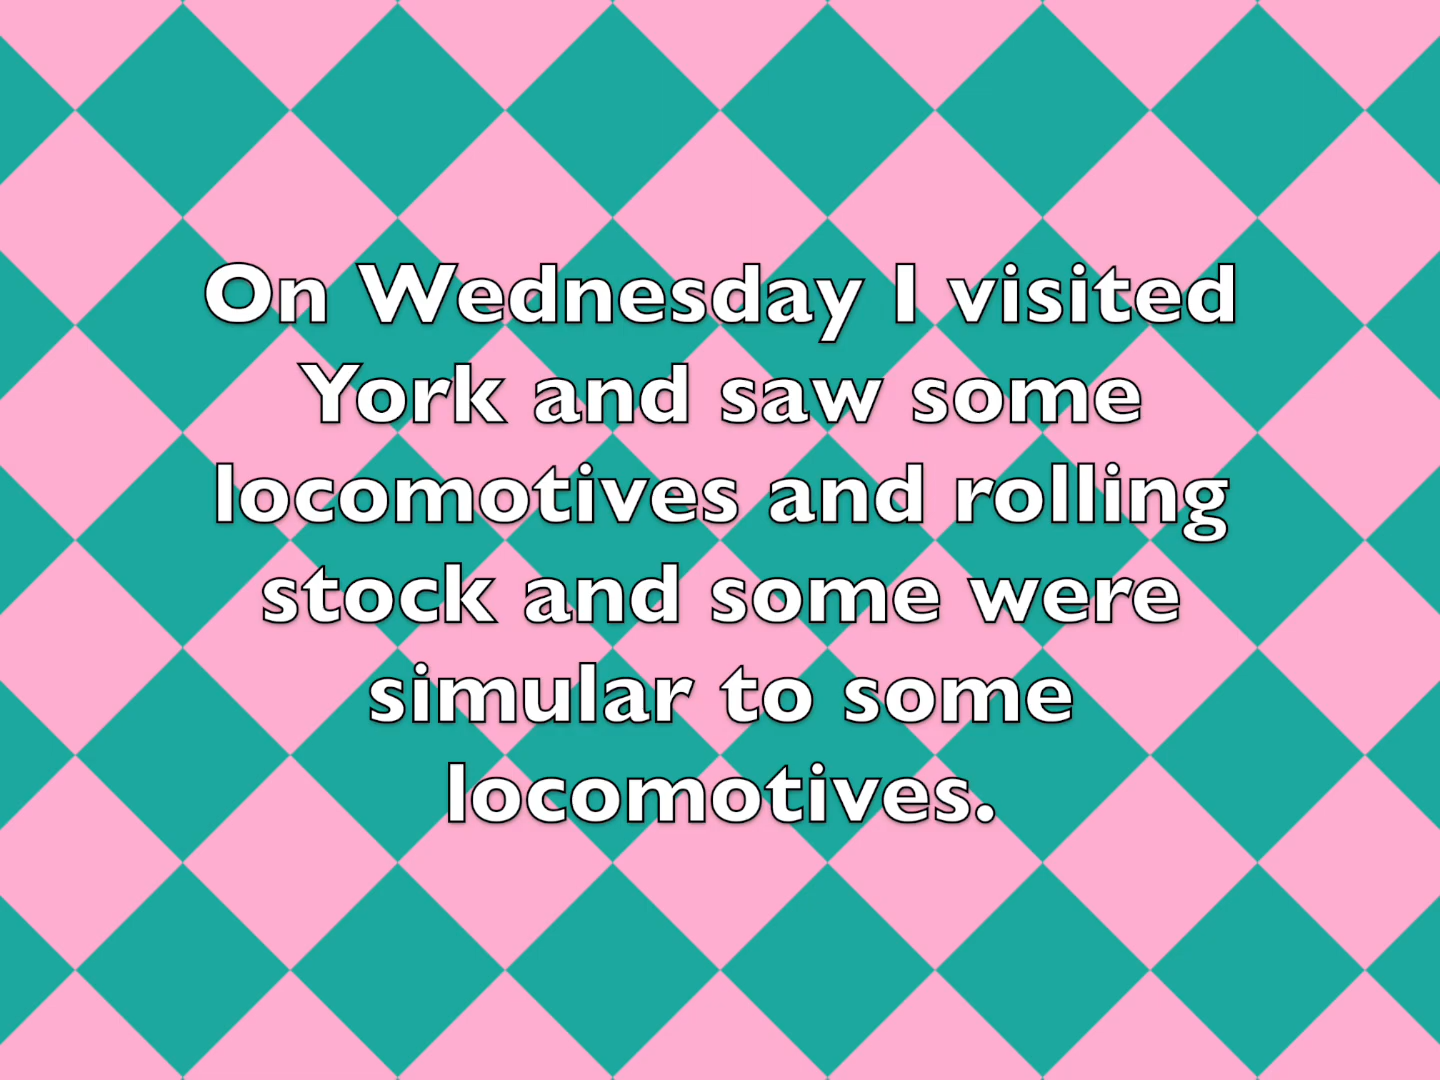 On Wednesday I visited
York and saw some
locomotives and rolling
stock and some were
simular to some
locomotives.